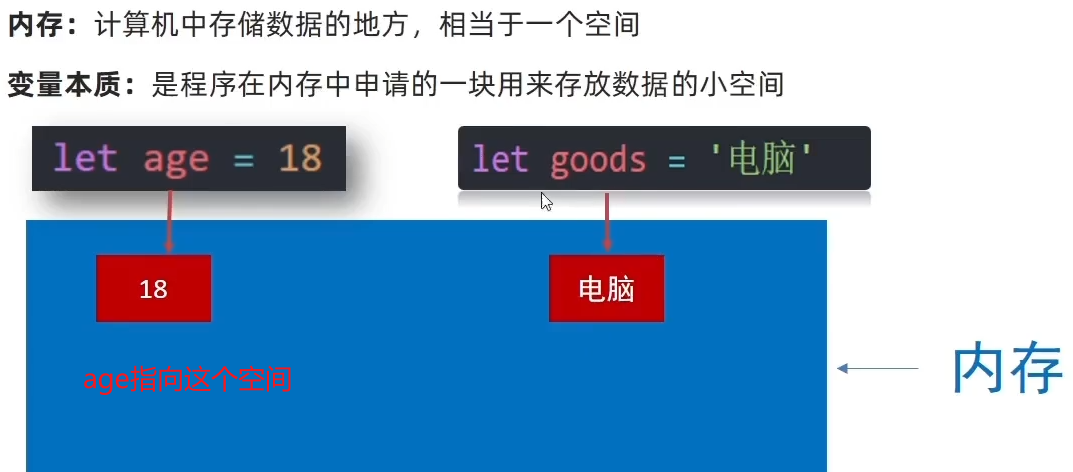 内存：计算机中存储数据的地方，相当于一个空间
变量本质：是程序在内存中申请的一块用来存放数据的小空间
let age = 18
let goods = '电脑'
18
电脑
age指向这个空间
内存